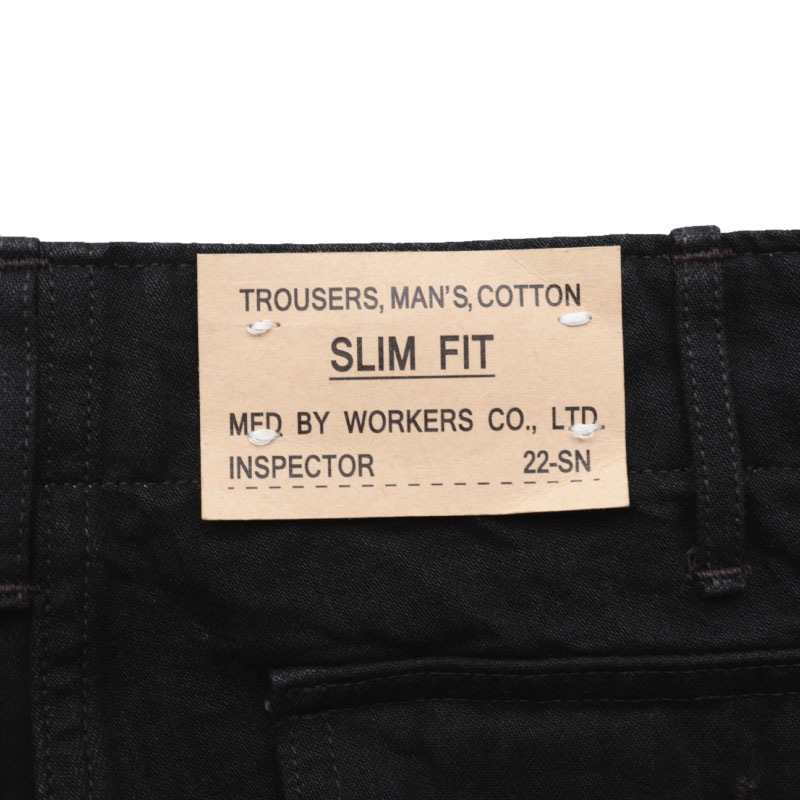 TROUSERS, MAN'S, COTTON
SLIM FIT
MFD BY WORKERS CO., LTD.
INSPECTOR 22-SN